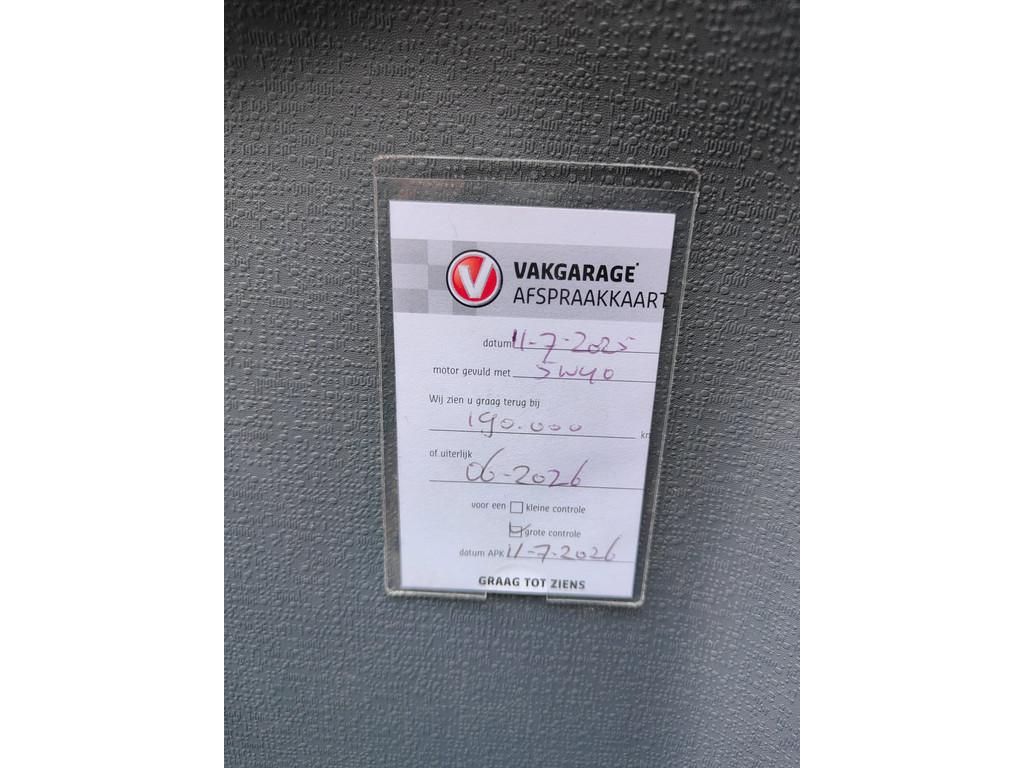 V
VAKGARAGE
AFSPRAAKKAART
datum 11-7-2025
motor gevuld met 5W40
Wij zien u graag terug bij
190.000 km
of uiterlijk
06-2026
voor een kleine controle
grote controle
datum APK 11-7-2026
GRAAG TOT ZIENS